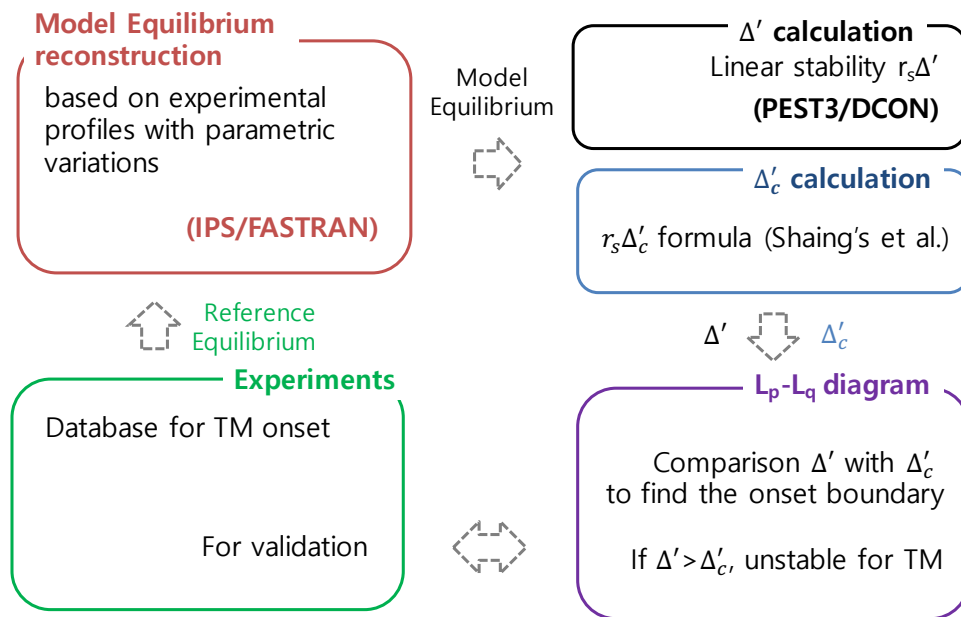 Model Equilibrium
reconstruction
based on experimental
profiles with parametric
variations
(IPS/FASTRAN)
Model
Equilibrium
Δ′ calculation
Linear stability rₛΔ′
(PEST3/DCON)
Δ′c calculation
rₛΔ′c formula (Shaing's et al.)
Δ′ Δ′c
Reference
Equilibrium
Experiments
Database for TM onset
For validation
Lp-Lq diagram
Comparison Δ′ with Δ′c
to find the onset boundary
If Δ′>Δ′c, unstable for TM